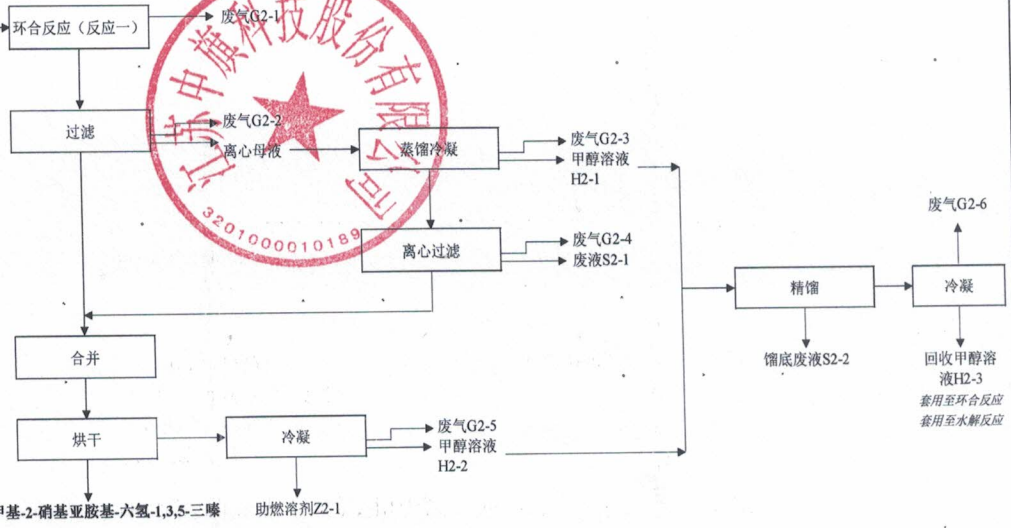 环合反应（反应一）
废气G2-1
过滤
废气G2-2
离心母液
蒸馏冷凝
废气G2-3
甲醇溶液
H2-1
离心过滤
废气G2-4
废液S2-1
江苏中旗科技股份有限公司
3201000010189
精馏
馏底废液S2-2
废气G2-6
冷凝
回收甲醇溶
液H2-3
套用至环合反应
套用至水解反应
合并
烘干
冷凝
废气G2-5
甲醇溶液
H2-2
助燃溶剂Z2-1
甲基-2-硝基亚胺基-六氢-1,3,5-三嗪